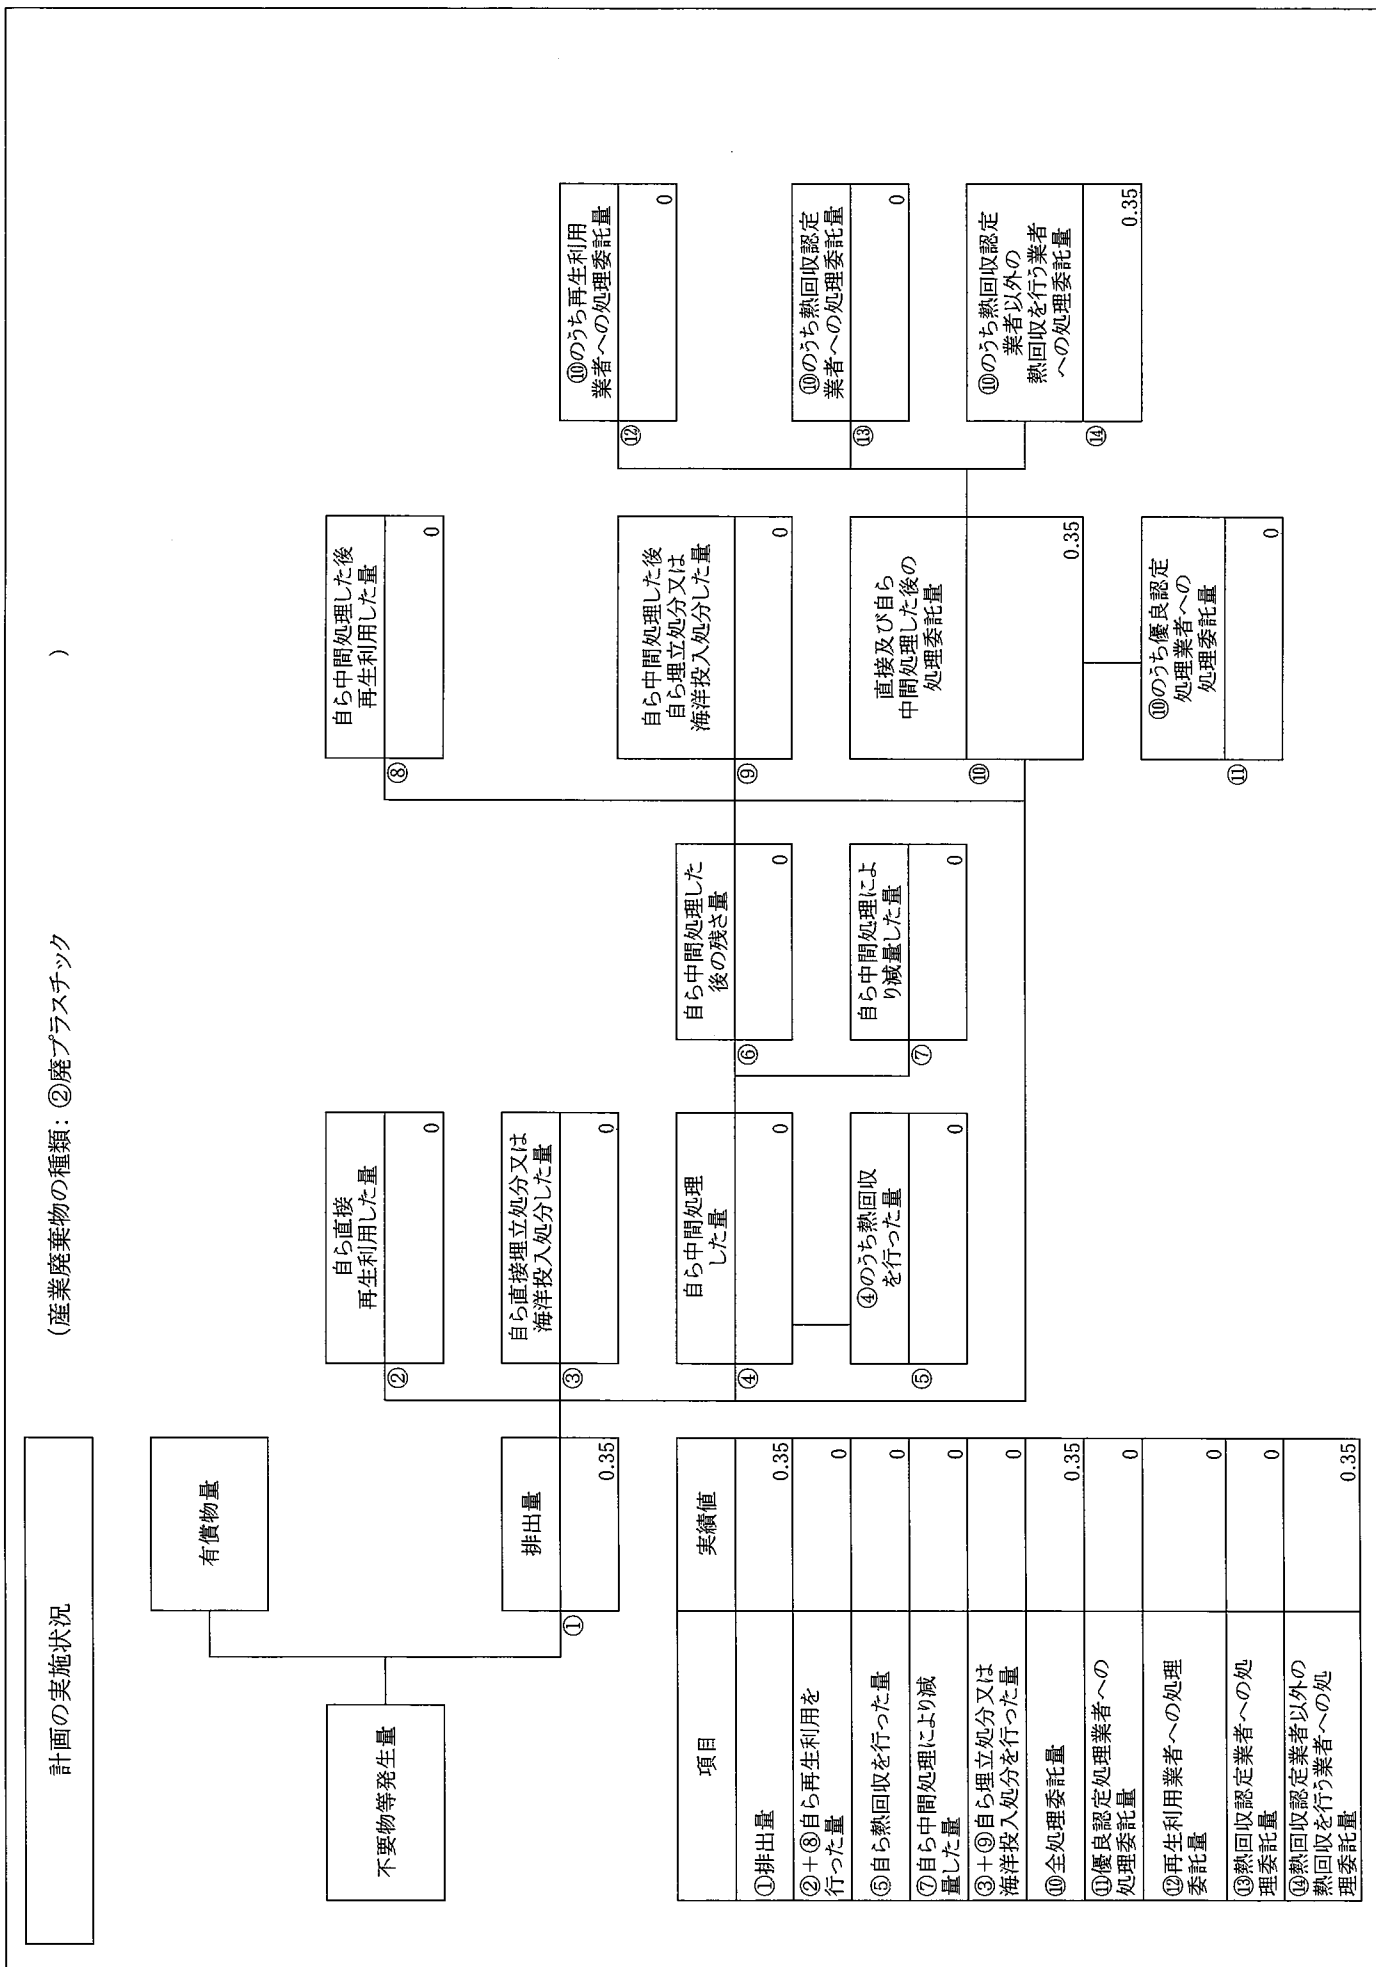 計画の実施状況
(産業廃棄物の種類：②廃プラスチック
)
不要物等発生量
有償物量
①
排出量
0.35
②
自ら直接
再生利用した量
0
③
自ら直接埋立処分又は
海洋投入処分した量
0
④
自ら中間処理
した量
0
⑤
④のうち熱回収
を行った量
0
⑥
自ら中間処理した
後の残さ量
0
⑦
自ら中間処理によ
り減量した量
0
⑧
自ら中間処理した後
再生利用した量
0
⑨
自ら中間処理した後
自ら埋立処分又は
海洋投入処分した量
0
⑩
直接及び自ら
中間処理した後の
処理委託量
0.35
⑪
⑩のうち優良認定
処理業者への
処理委託量
0
⑫
⑩のうち再生利用
業者への処理委託量
0
⑬
⑩のうち熱回収認定
業者への処理委託量
0
⑭
⑩のうち熱回収認定
業者以外の
熱回収を行う業者
への処理委託量
0.35
項目 実績値
①排出量 0.35
②＋⑧自ら再生利用を
行った量 0
⑤自ら熱回収を行った量 0
⑦自ら中間処理により減
量した量 0
③＋⑨自ら埋立処分又は
海洋投入処分を行った量 0
⑩全処理委託量 0.35
⑪優良認定処理業者への
処理委託量 0
⑫再生利用業者への処理
委託量 0
⑬熱回収認定業者への処
理委託量 0
⑭熱回収認定業者以外の
熱回収を行う業者への処
理委託量 0.35